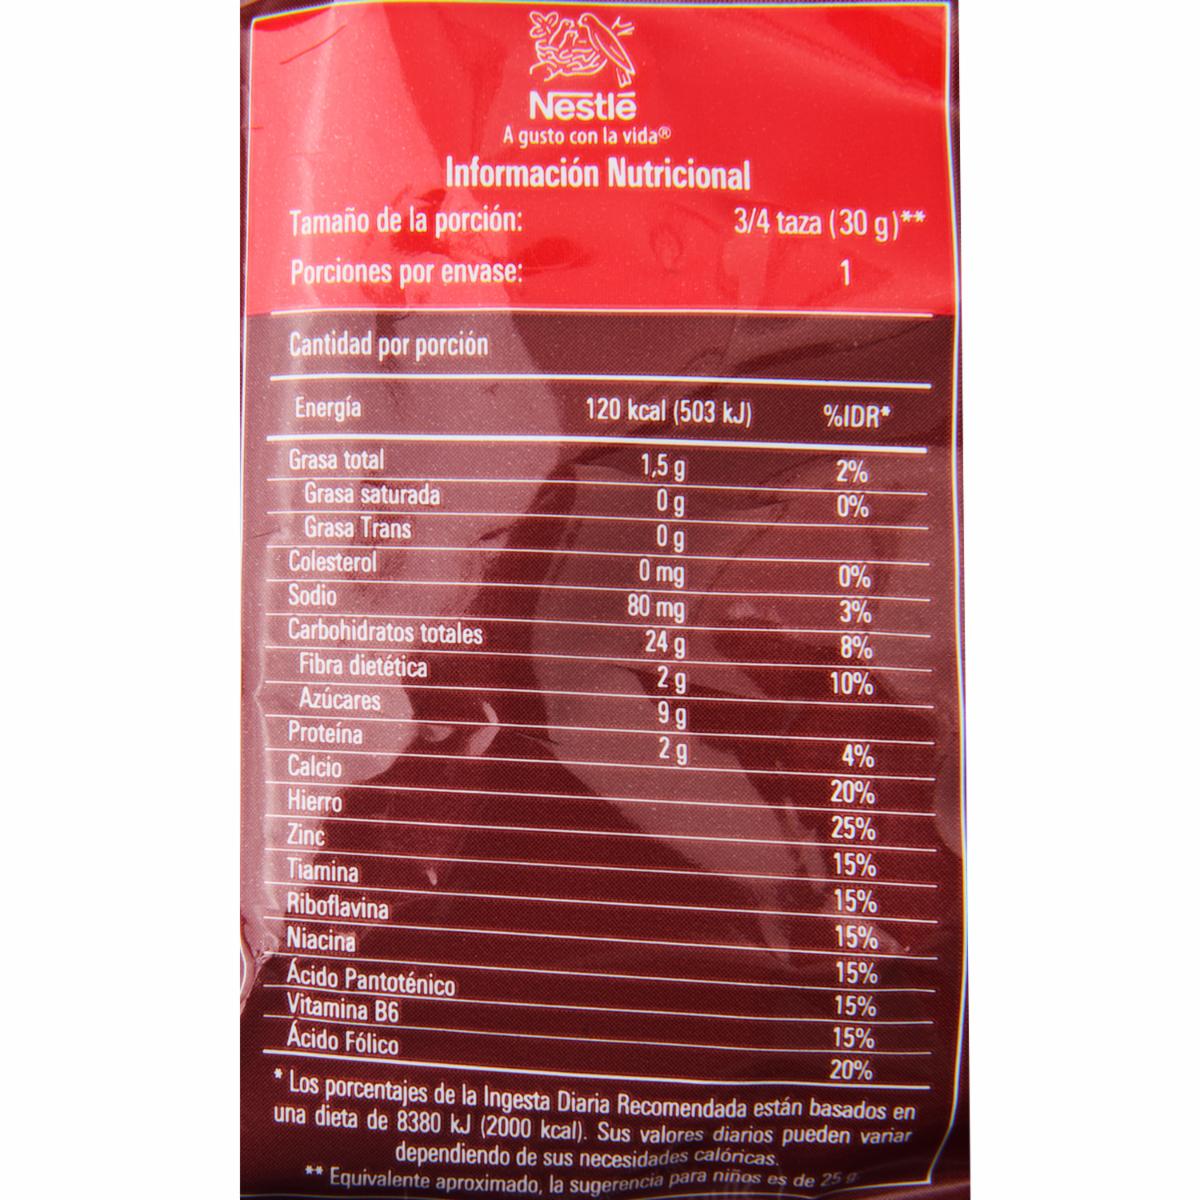 Nestlé
A gusto con la vida®
Información Nutricional
Tamaño de la porción: 3/4 taza (30 g)**
Porciones por envase: 1
Cantidad por porción
Energía 120 kcal (503 kJ) %IDR*
Grasa total 1,5 g 2%
Grasa saturada 0 g 0%
Grasa Trans 0 g
Colesterol 0 mg 0%
Sodio 80 mg 3%
Carbohidratos totales 24 g 8%
Fibra dietética 2 g 10%
Azúcares 9 g
Proteína 2 g 4%
Calcio 20%
Hierro 25%
Zinc 15%
Tiamina 15%
Riboflavina 15%
Niacina 15%
Ácido Pantoténico 15%
Vitamina B6 15%
Ácido Fólico 20%
* Los porcentajes de la Ingesta Diaria Recomendada están basados en
una dieta de 8380 kJ (2000 kcal). Sus valores diarios pueden variar
dependiendo de sus necesidades calóricas.
** Equivalente aproximado, la sugerencia para niños es de 25 g